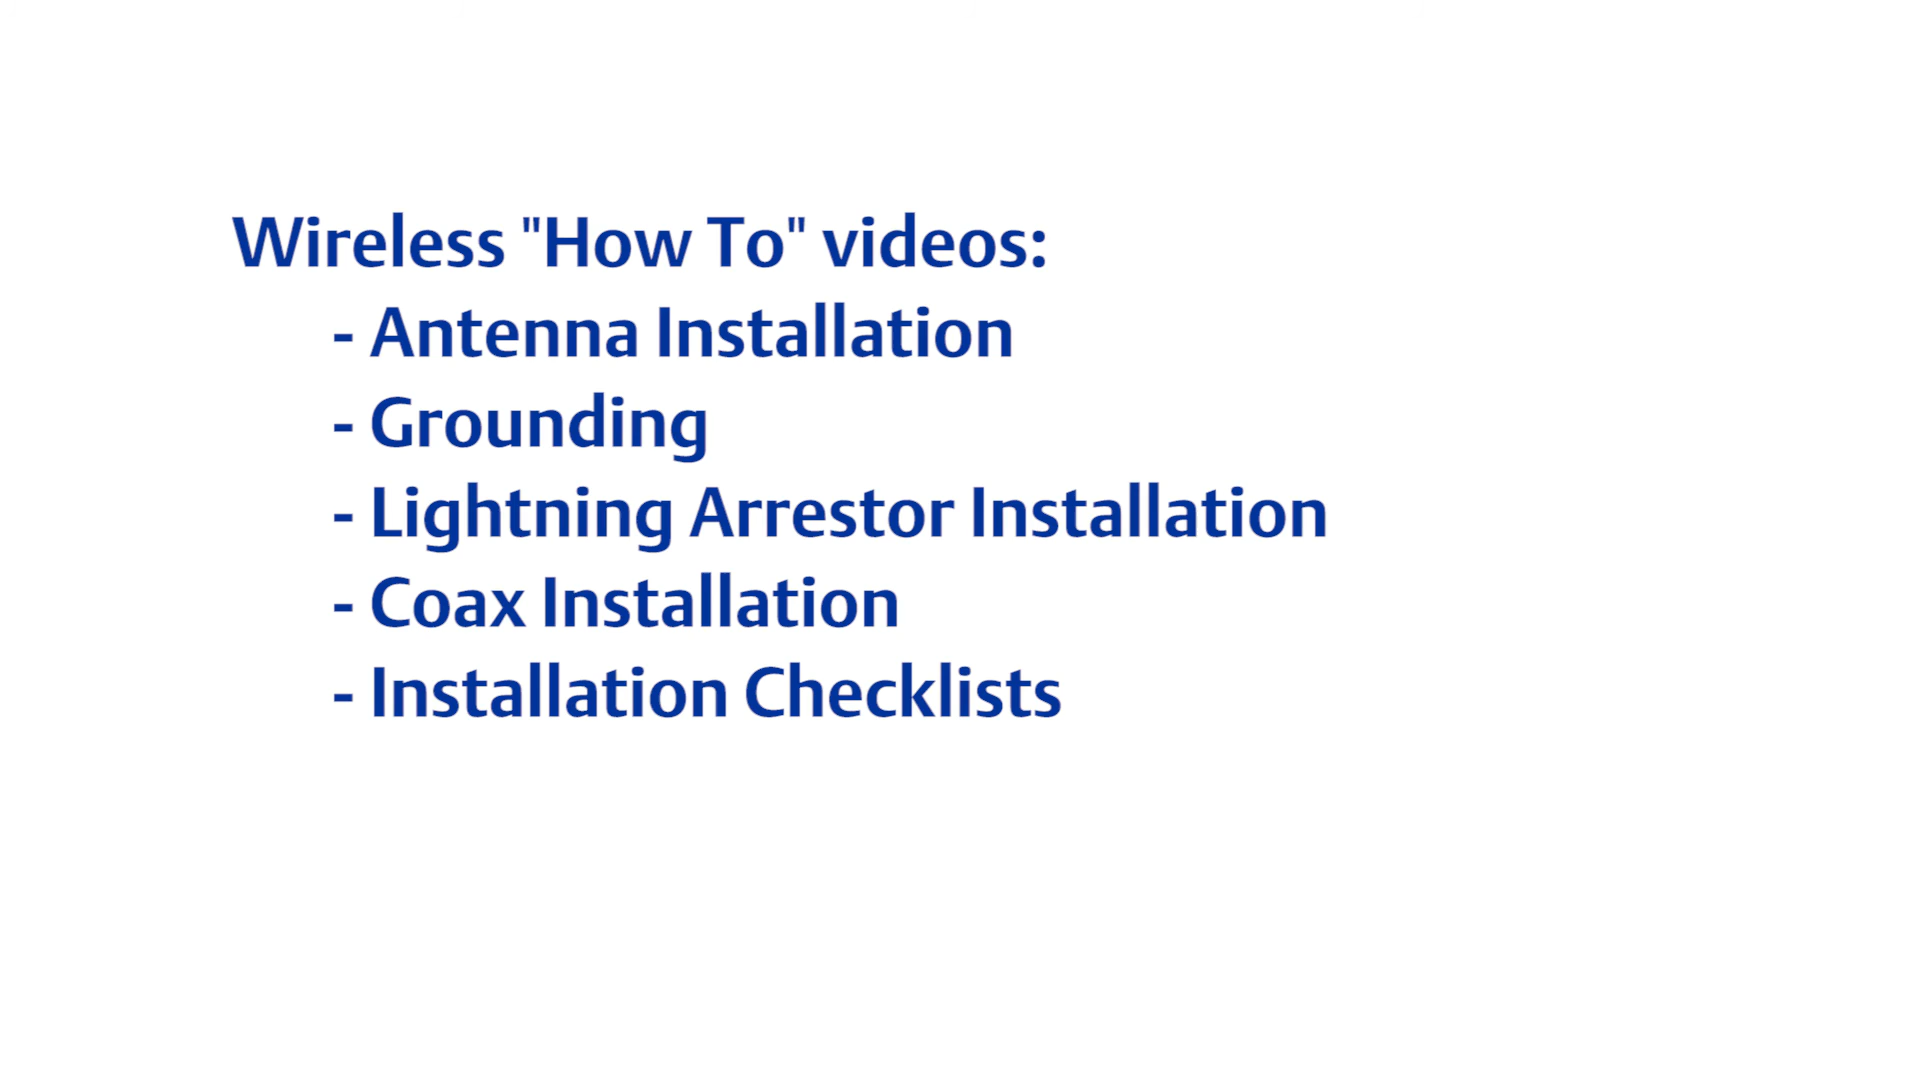 Wireless "How To" videos:
- Antenna Installation
- Grounding
- Lightning Arrestor Installation
- Coax Installation
- Installation Checklists